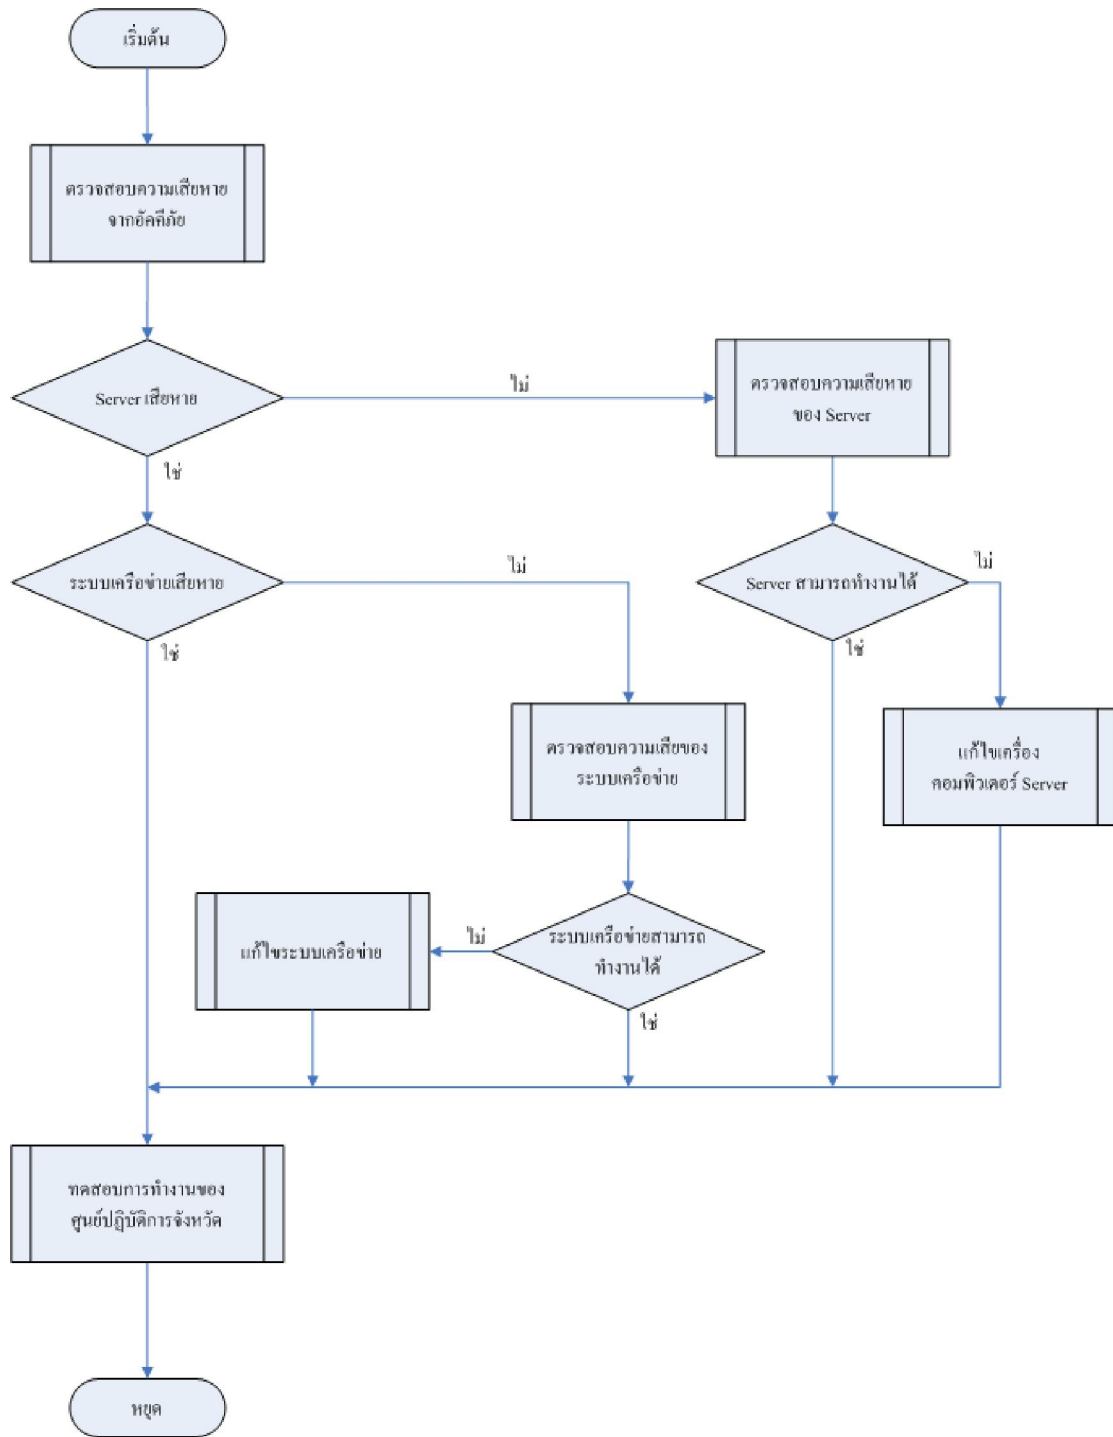 เริ่มต้น
ตรวจสอบความเสียหาย
จากอัคคีภัย
Server เสียหาย
ไม่
ตรวจสอบความเสียหาย
ของ Server
ใช่
ระบบเครือข่ายเสียหาย
ไม่
Server สามารถทำงานได้
ไม่
ใช่
ใช่
ตรวจสอบความเสียของ
ระบบเครือข่าย
แก้ไขเครื่อง
คอมพิวเตอร์ Server
แก้ไขระบบเครือข่าย
ไม่
ระบบเครือข่ายสามารถ
ทำงานได้
ใช่
ทดสอบการทำงานของ
ศูนย์ปฏิบัติการจังหวัด
หยุด